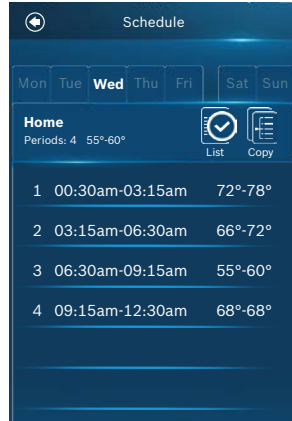 Schedule
Mon Tue Wed Thu Fri Sat Sun
Home
Periods: 4 55°-60°
List Copy
1 00:30am-03:15am 72°-78°
2 03:15am-06:30am 66°-72°
3 06:30am-09:15am 55°-60°
4 09:15am-12:30am 68°-68°